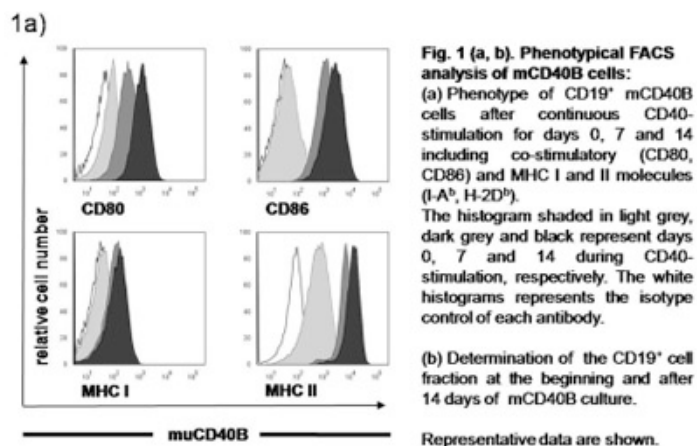 1a)
Fig. 1 (a, b). Phenotypical FACS
analysis of mCD40B cells:
(a) Phenotype of CD19⁺ mCD40B
cells after continuous CD40-
stimulation for days 0, 7 and 14
including co-stimulatory (CD80,
CD86) and MHC I and II molecules
(I-Aᵇ, H-2Dᵇ).
The histogram shaded in light grey,
dark grey and black represent days
0, 7 and 14 during CD40-
stimulation, respectively. The white
histograms represents the isotype
control of each antibody.
(b) Determination of the CD19⁺ cell
fraction at the beginning and after
14 days of mCD40B culture.
Representative data are shown.
relative cell number
CD80
CD86
MHC I
MHC II
muCD40B